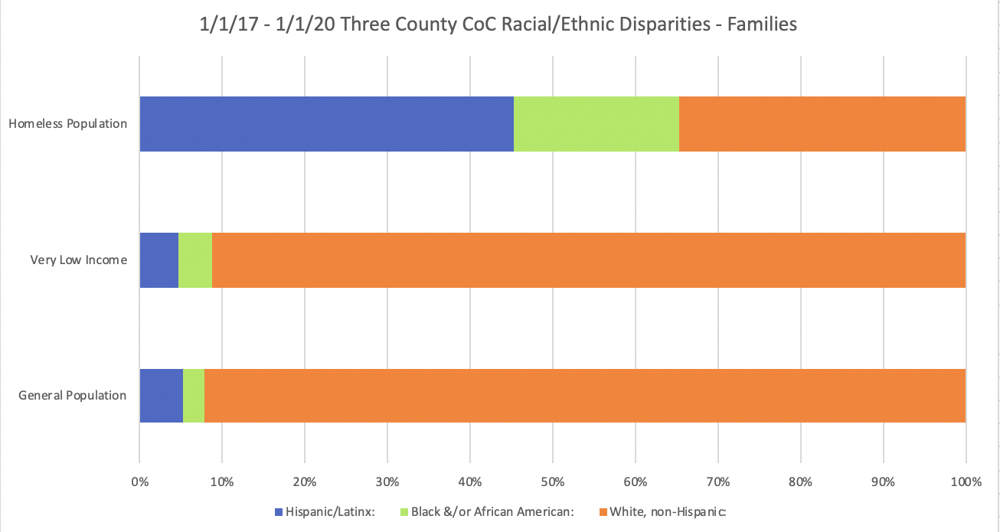 1/1/17 - 1/1/20 Three County CoC Racial/Ethnic Disparities - Families
Homeless Population
Very Low Income
General Population
0% 10% 20% 30% 40% 50% 60% 70% 80% 90% 100%
Hispanic/Latinx: Black &/or African American: White, non-Hispanic: